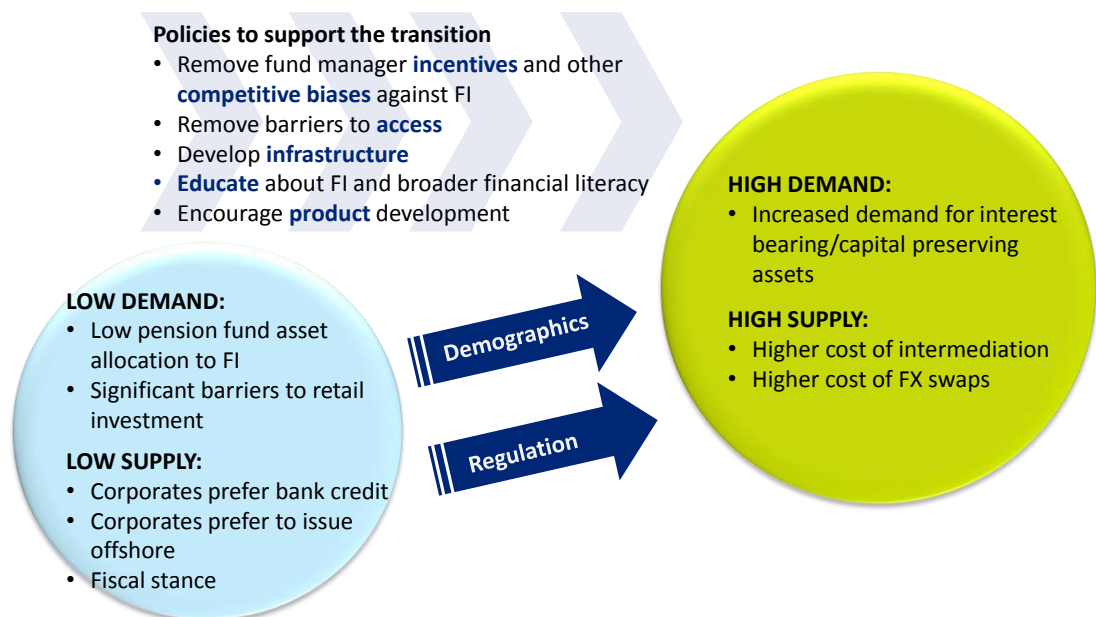 Policies to support the transition
• Remove fund manager incentives and other
competitive biases against FI
• Remove barriers to access
• Develop infrastructure
• Educate about FI and broader financial literacy
• Encourage product development
LOW DEMAND:
• Low pension fund asset
allocation to FI
• Significant barriers to retail
investment
LOW SUPPLY:
• Corporates prefer bank credit
• Corporates prefer to issue
offshore
• Fiscal stance
Demographics
Regulation
HIGH DEMAND:
• Increased demand for interest
bearing/capital preserving
assets
HIGH SUPPLY:
• Higher cost of intermediation
• Higher cost of FX swaps